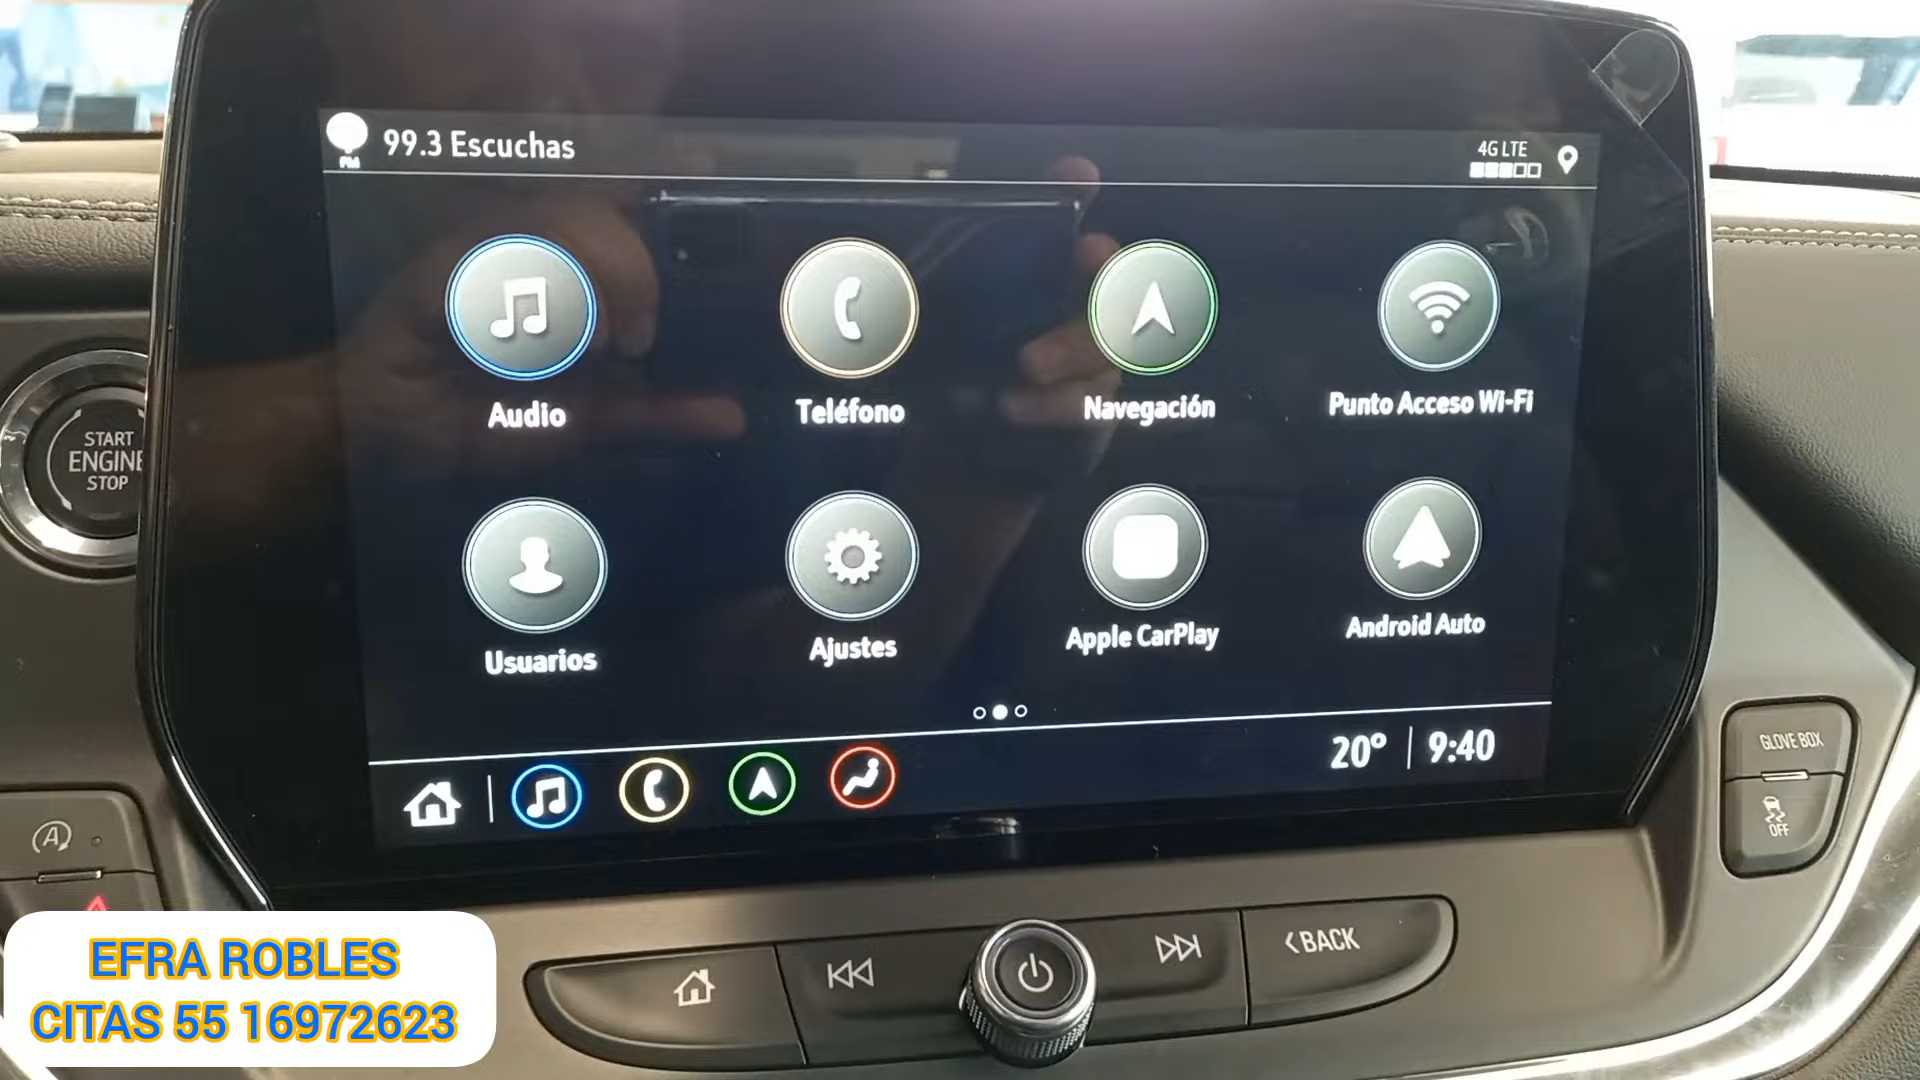 FM
99.3 Escuchas
4G LTE
Audio
Teléfono
Navegación
Punto Acceso Wi-Fi
START
ENGINE
STOP
Usuarios
Ajustes
Apple CarPlay
Android Auto
20° 9:40
GLOVE BOX
OFF
A
BACK
EFRA ROBLES
CITAS 55 16972623